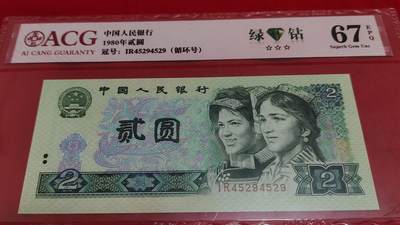 ACG
AI CANG GUARANTY
中国人民银行
1980年贰圆
冠号：IR45294529（循环号）
绿 钻
☆☆☆
67 EPQ
Superb Gem Unc
中国人民银行
贰圆
2
2
IR45294529
2